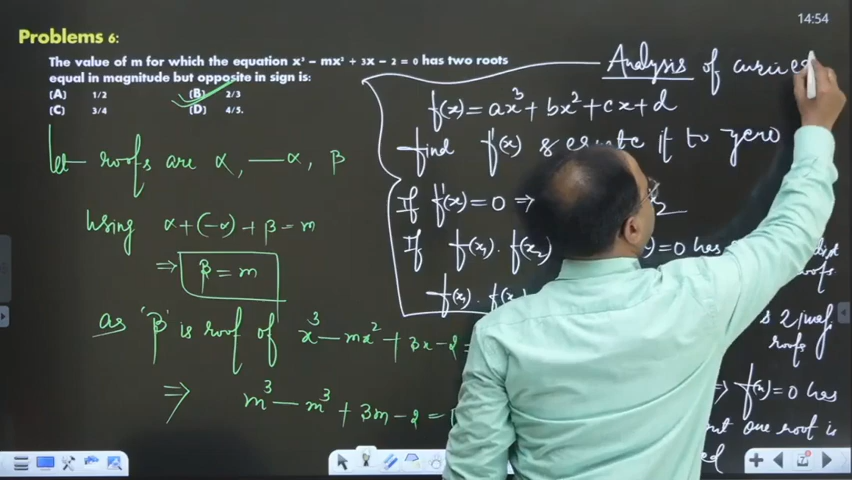 14:54
Problems 6:
The value of m for which the equation x³ – mx² + 3x – 2 = 0 has two roots
equal in magnitude but opposite in sign is:
(A) 1/2 (B) 2/3
(C) 3/4 (D) 4/5.
Let roots are α, –α, β
Using α + (–α) + β = m
⇒ β = m
as 'β' is roof of x³ – mx² + 3x – 2 =
⇒ m³ – m³ + 3m – 2 =
Analysis of curves
f(x) = ax³ + bx² + cx + d
find f'(x) & equate it to zero
If f'(x) = 0 ⇒
If f(x₁) . f(x₂) = 0 has
roots.
f(x₁) . f(x₂
s 2
roots
⇒ f(x) = 0 has
but one root is